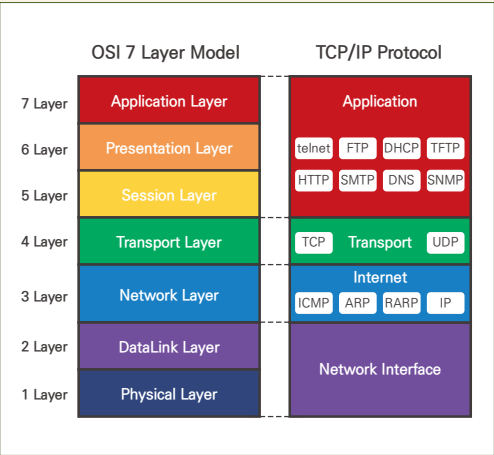 OSI 7 Layer Model
TCP/IP Protocol
7 Layer
Application Layer
Application
6 Layer
Presentation Layer
telnet FTP DHCP TFTP
HTTP SMTP DNS SNMP
5 Layer
Session Layer
4 Layer
Transport Layer
TCP Transport UDP
Internet
3 Layer
Network Layer
ICMP ARP RARP IP
2 Layer
DataLink Layer
Network Interface
1 Layer
Physical Layer